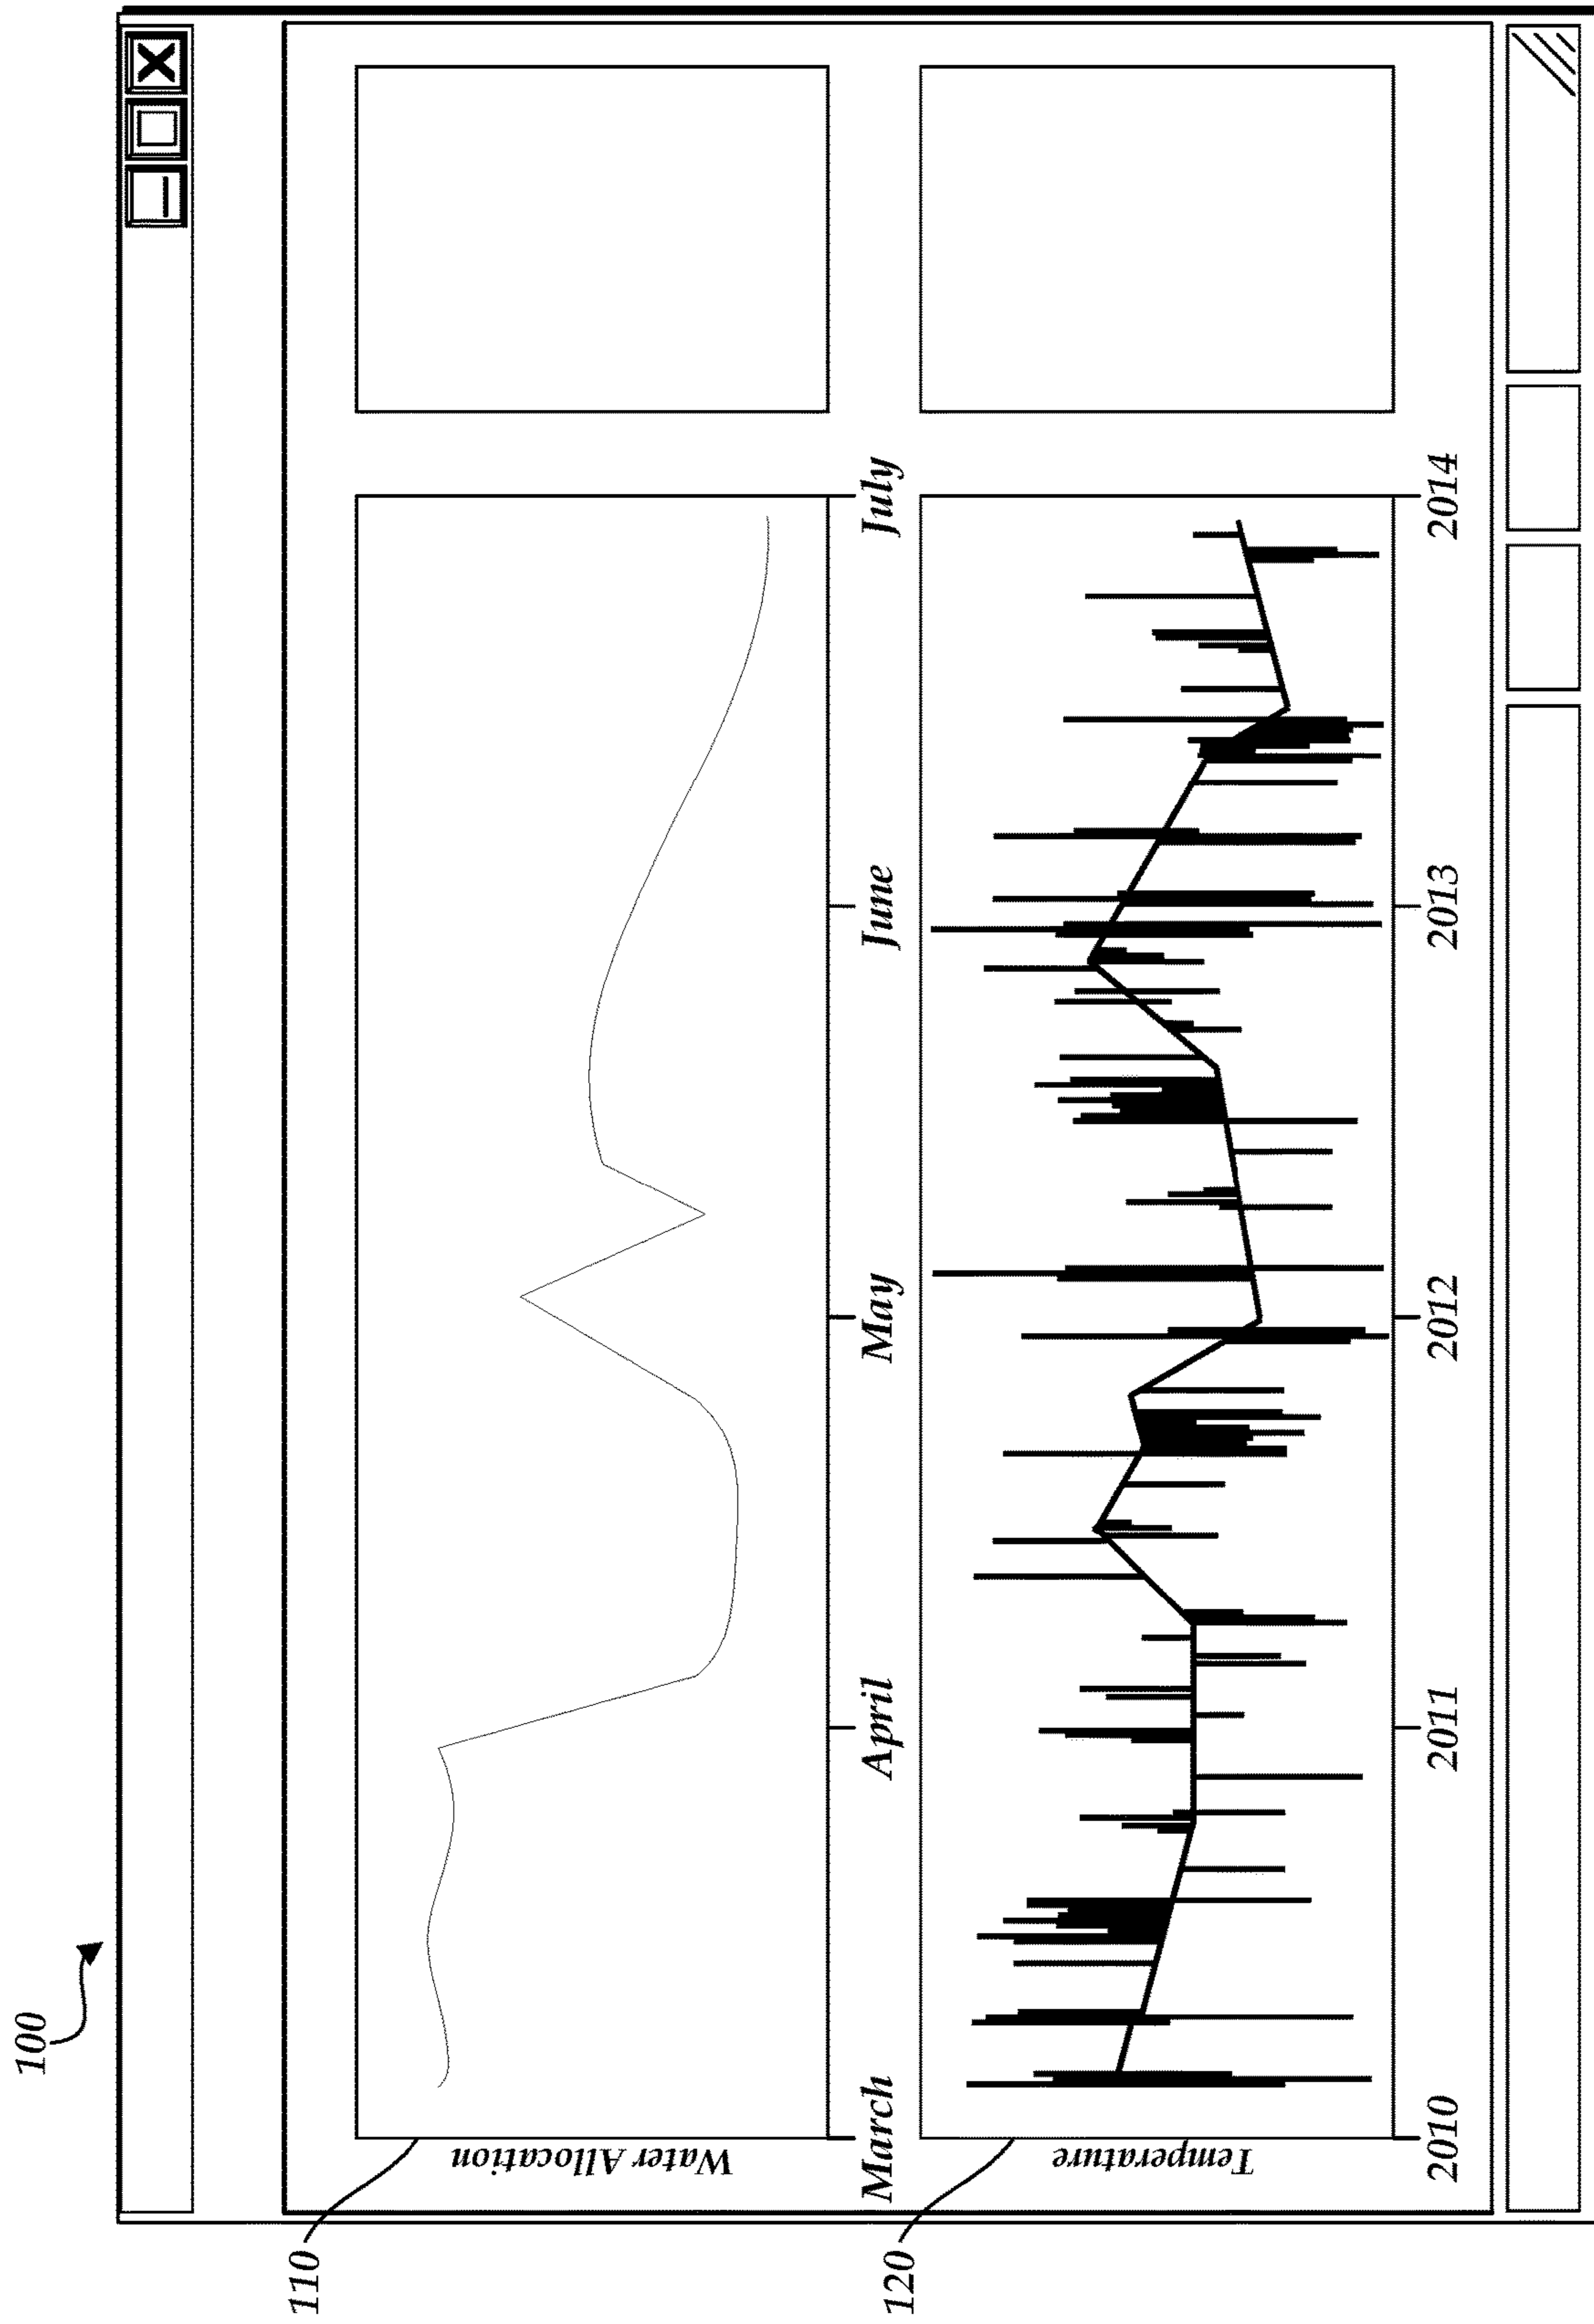 100
110
Water Allocation
March April May June July
120
Temperature
2010 2011 2012 2013 2014